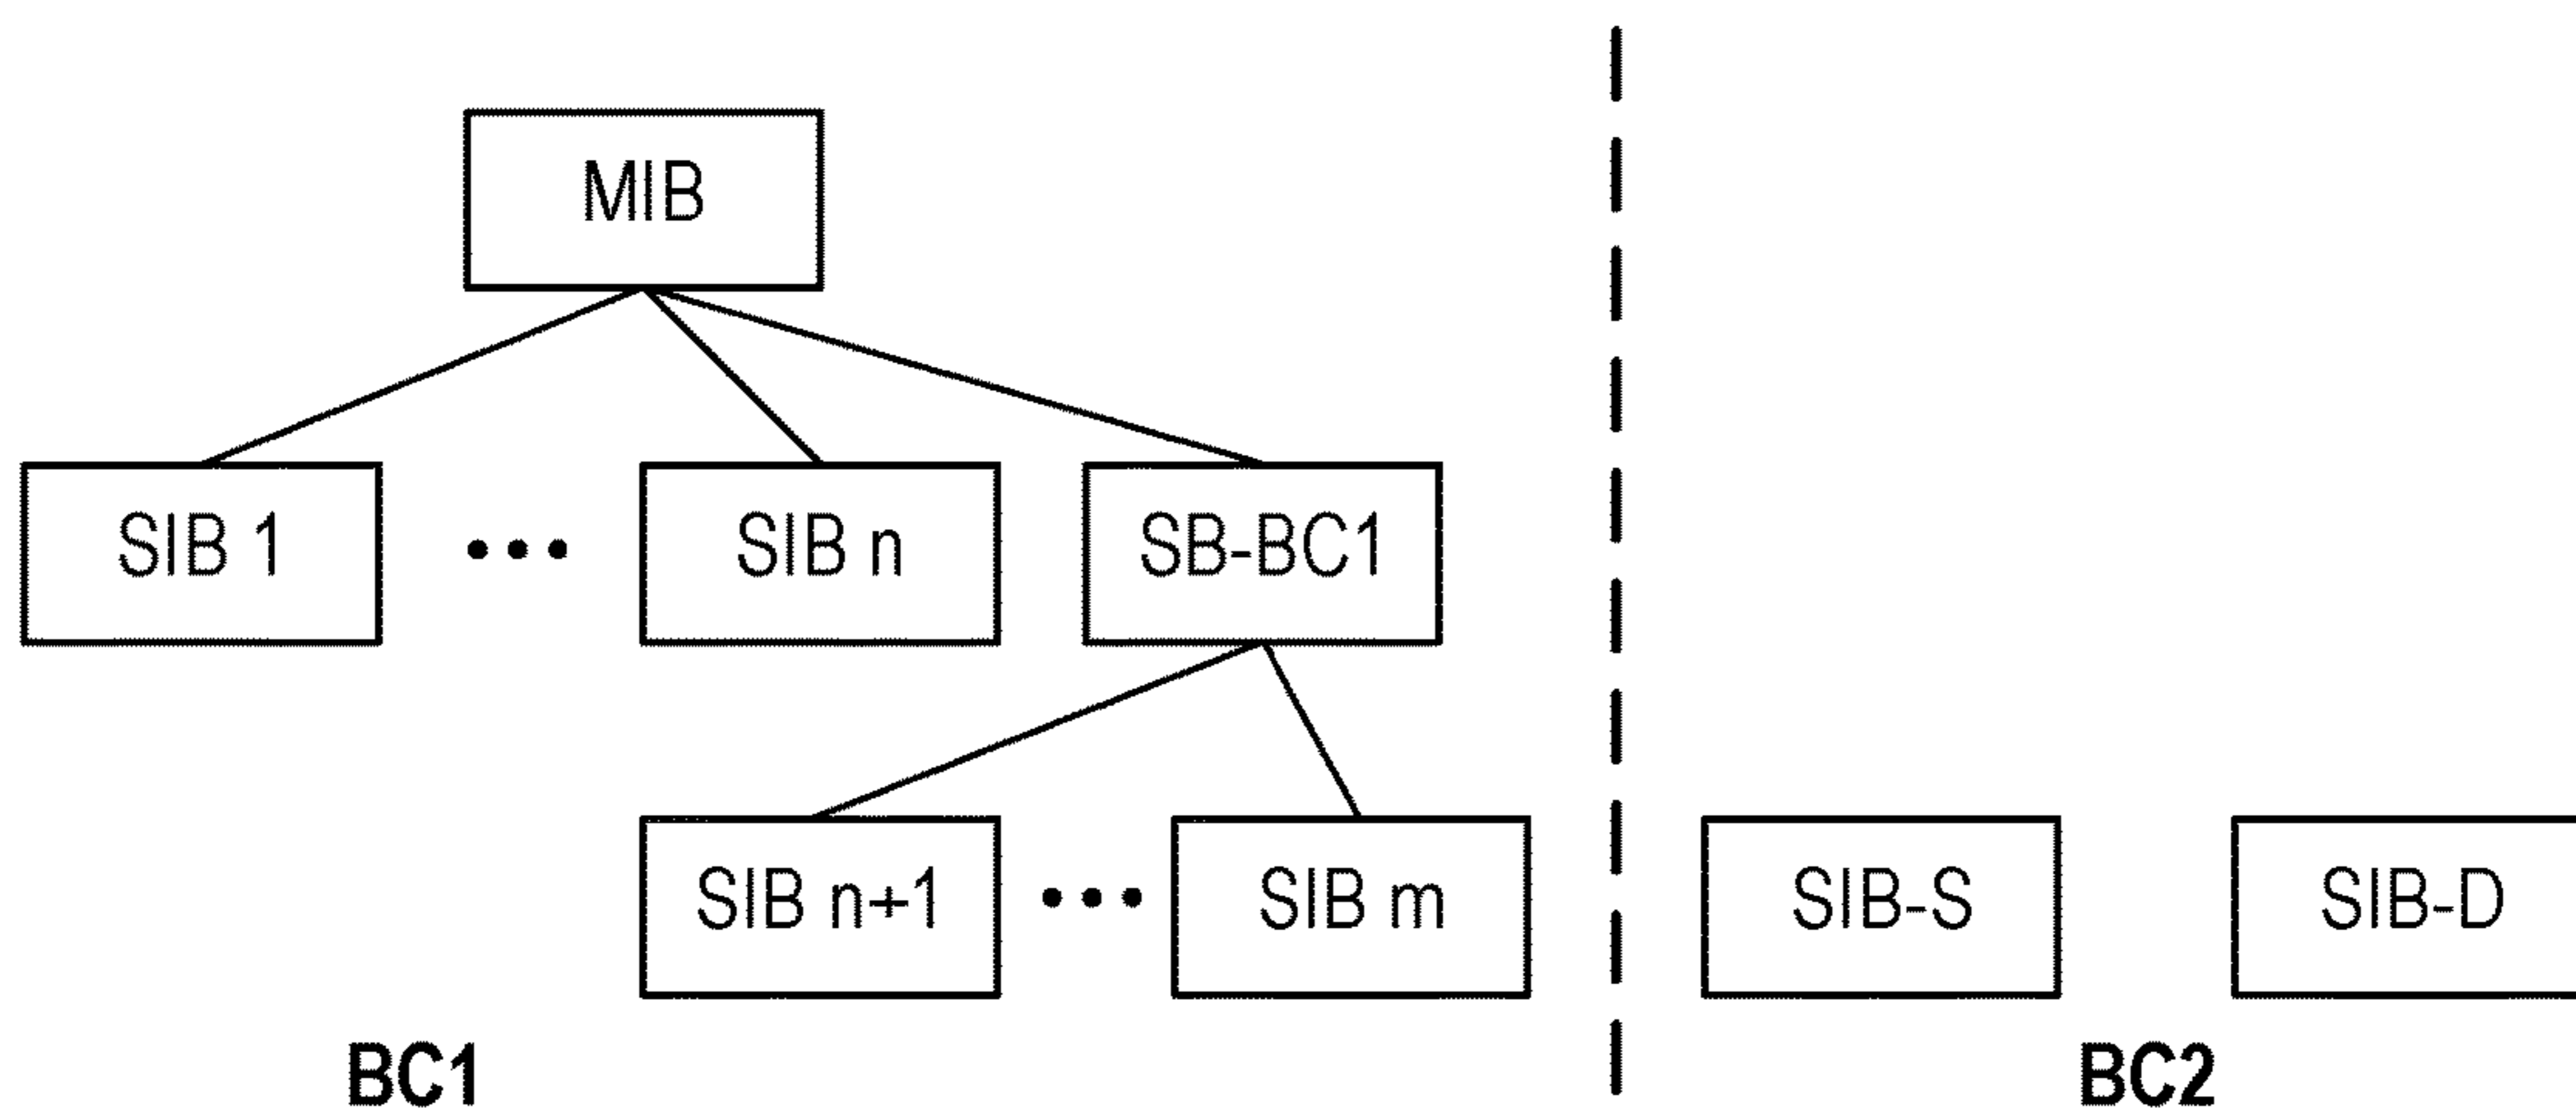 MIB
SIB 1 ••• SIB n SB-BC1
SIB n+1 ••• SIB m SIB-S SIB-D
BC1 BC2